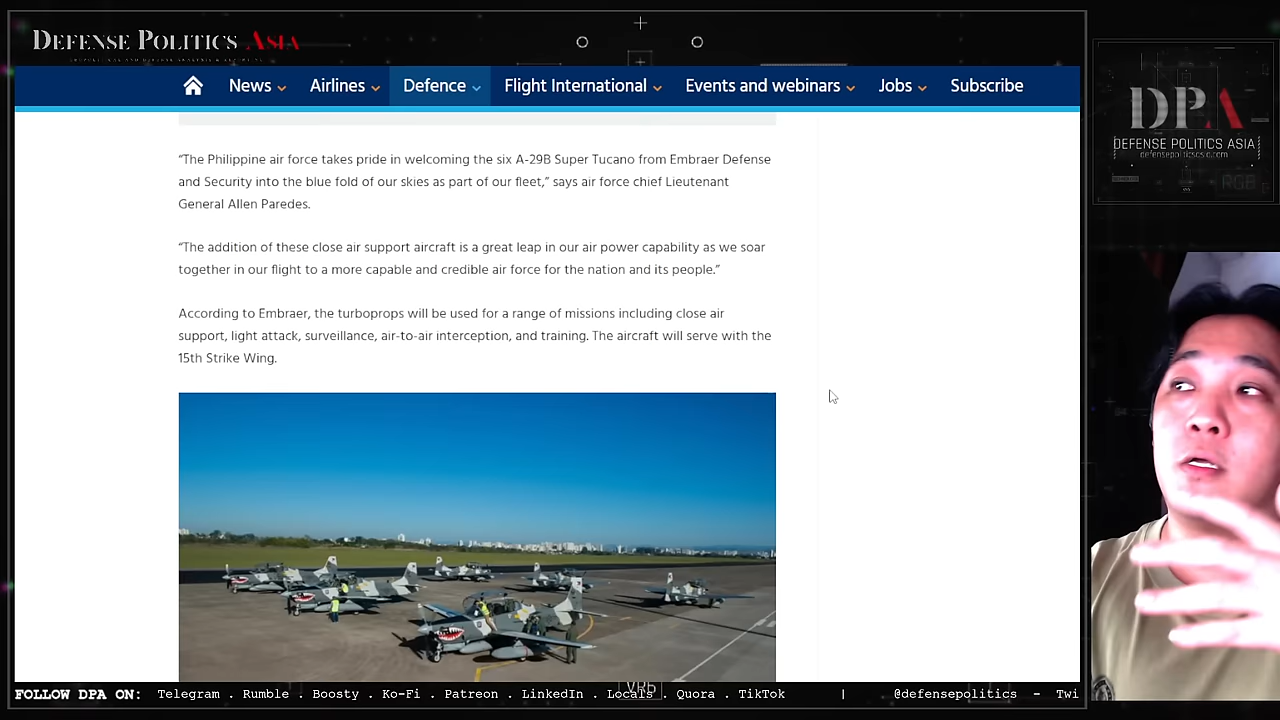 DEFENSE POLITICS ASIA
News
Airlines
Defence
Flight International
Events and webinars
Jobs
Subscribe
DPA
DEFENSE POLITICS ASIA
defensepoliticsasia.com
RGB
“The Philippine air force takes pride in welcoming the six A-29B Super Tucano from Embraer Defense
and Security into the blue fold of our skies as part of our fleet,” says air force chief Lieutenant
General Allen Paredes.
“The addition of these close air support aircraft is a great leap in our air power capability as we soar
together in our flight to a more capable and credible air force for the nation and its people.”
According to Embraer, the turboprops will be used for a range of missions including close air
support, light attack, surveillance, air-to-air interception, and training. The aircraft will serve with the
15th Strike Wing.
FOLLOW DPA ON: Telegram . Rumble . Boosty . Ko-Fi . Patreon . LinkedIn . Locals . Quora . TikTok | @defensepolitics - Twi